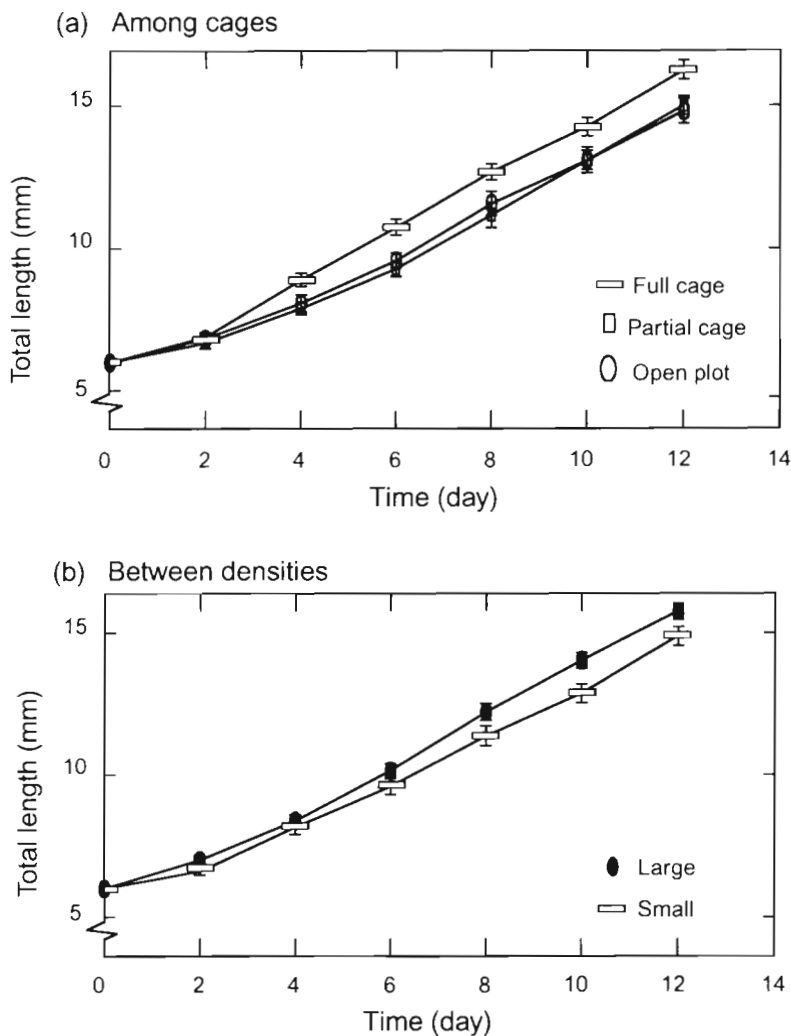 (a) Among cages
15
10
5
Total length (mm)
Full cage
Partial cage
Open plot
0 2 4 6 8 10 12 14
Time (day)
(b) Between densities
15
10
5
Total length (mm)
Large
Small
0 2 4 6 8 10 12 14
Time (day)